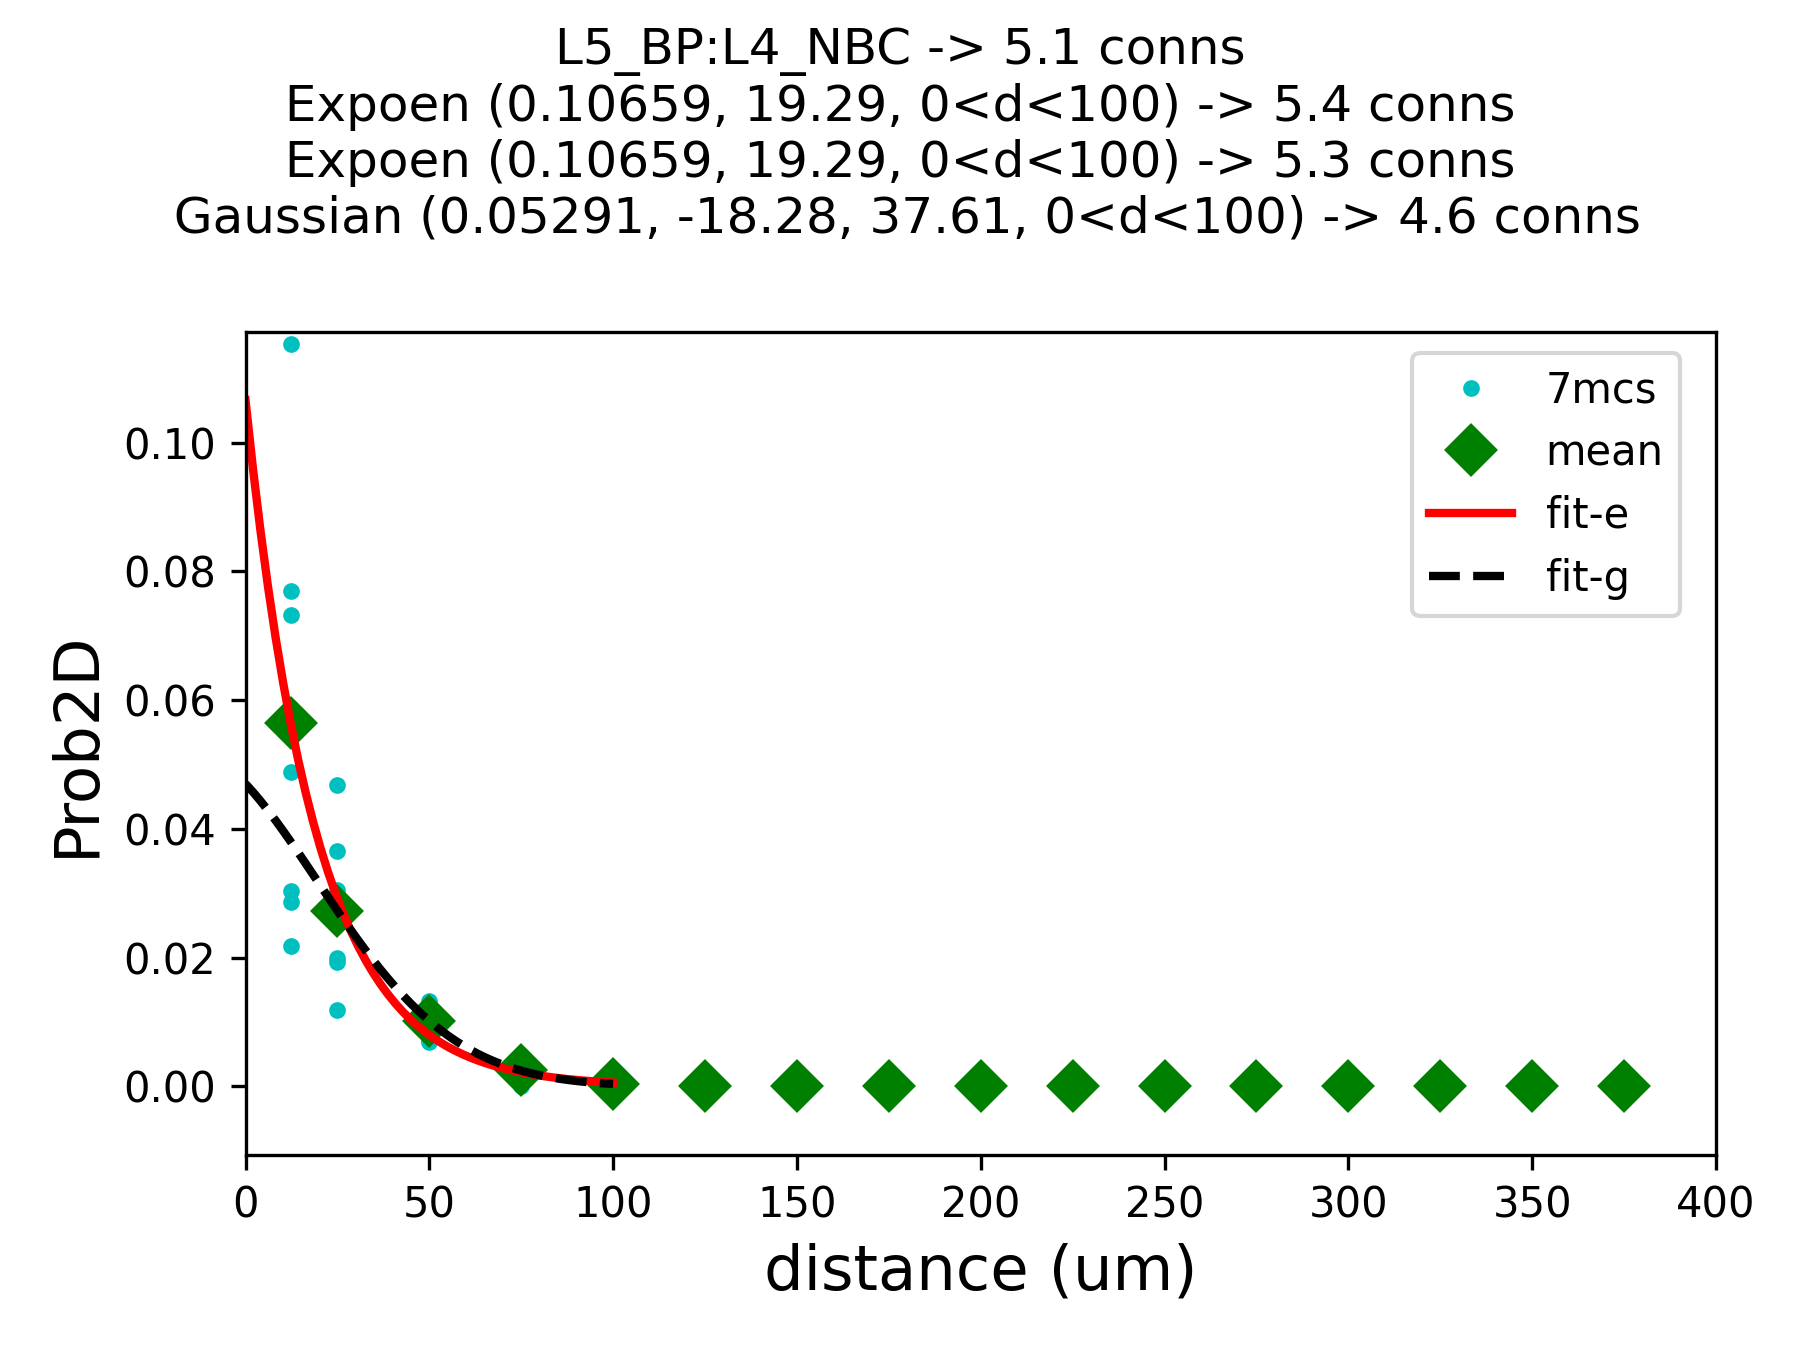 L5_BP:L4_NBC -> 5.1 conns
Expoen (0.10659, 19.29, 0<d<100) -> 5.4 conns
Expoen (0.10659, 19.29, 0<d<100) -> 5.3 conns
Gaussian (0.05291, -18.28, 37.61, 0<d<100) -> 4.6 conns
7mcs
mean
fit-e
fit-g
Prob2D
0.10
0.08
0.06
0.04
0.02
0.00
0 50 100 150 200 250 300 350 400
distance (um)